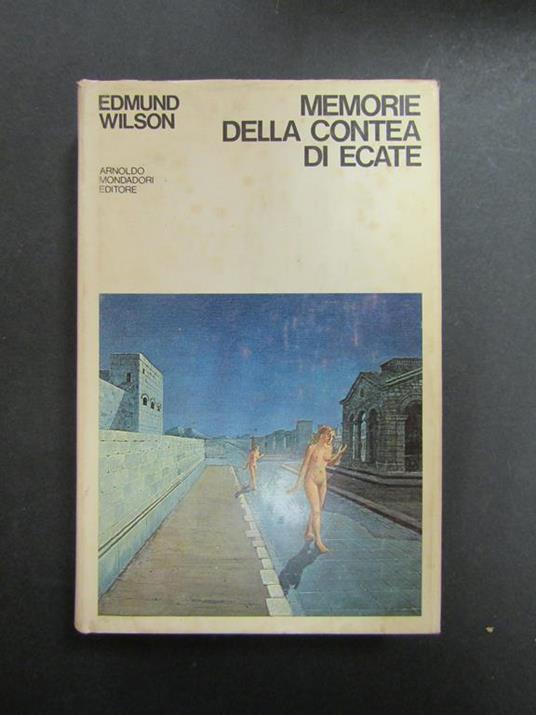 EDMUND
WILSON
ARNOLDO
MONDADORI
EDITORE
MEMORIE
DELLA CONTEA
DI ECATE